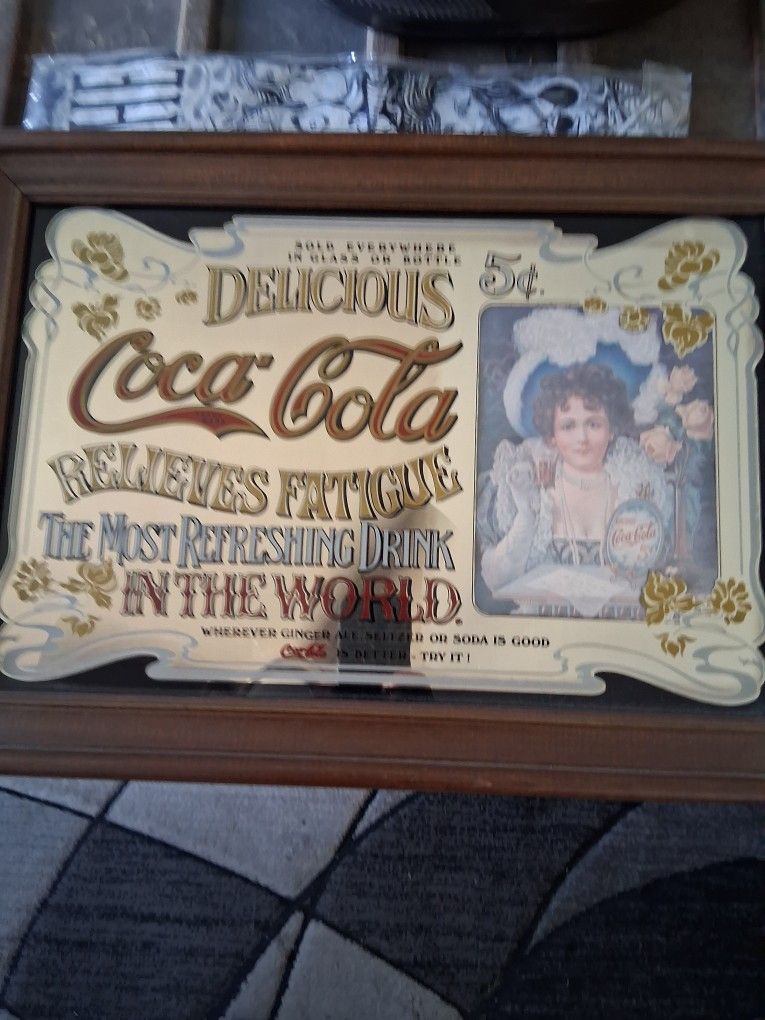 SOLD EVERYWHERE
IN GLASS OR BOTTLE
5¢.
DELICIOUS
Coca-Cola
RELIEVES FATIGUE
THE MOST REFRESHING DRINK
IN THE WORLD.
WHEREVER GINGER ALE, SELTZER OR SODA IS GOOD
Coca-Cola IS BETTER - TRY IT!
Coca-Cola
5¢